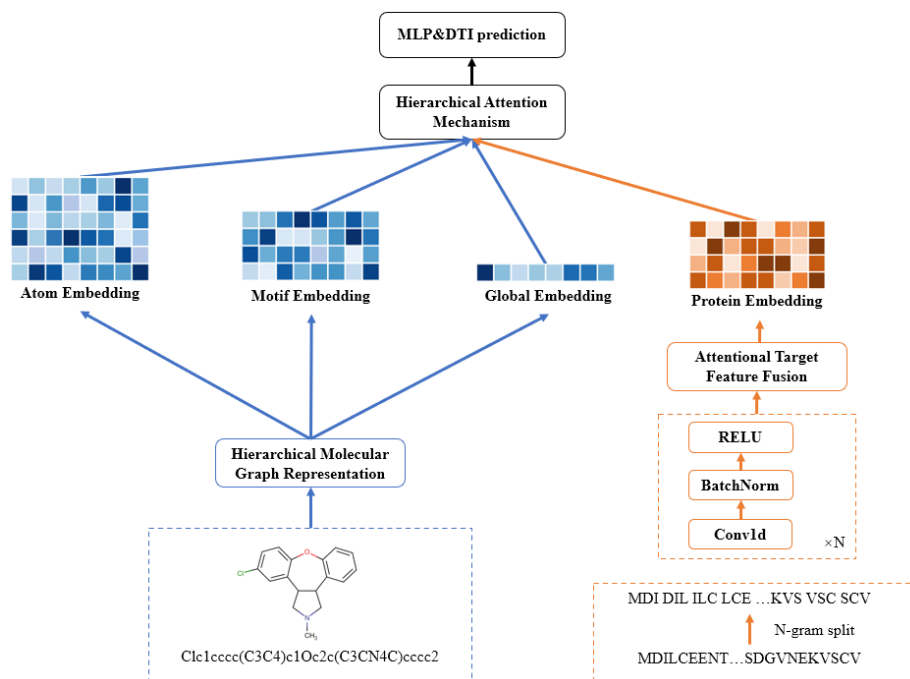 MLP&DTI prediction
Hierarchical Attention
Mechanism
Atom Embedding
Motif Embedding
Global Embedding
Protein Embedding
Attentional Target
Feature Fusion
Hierarchical Molecular
Graph Representation
RELU
BatchNorm
Conv1d
×N
O
Cl
N
CH3
Clc1cccc(C3C4)c1Oc2c(C3CN4C)cccc2
MDI DIL ILC LCE …KVS VSC SCV
N-gram split
MDILCEENT…SDGVNEKVSCV